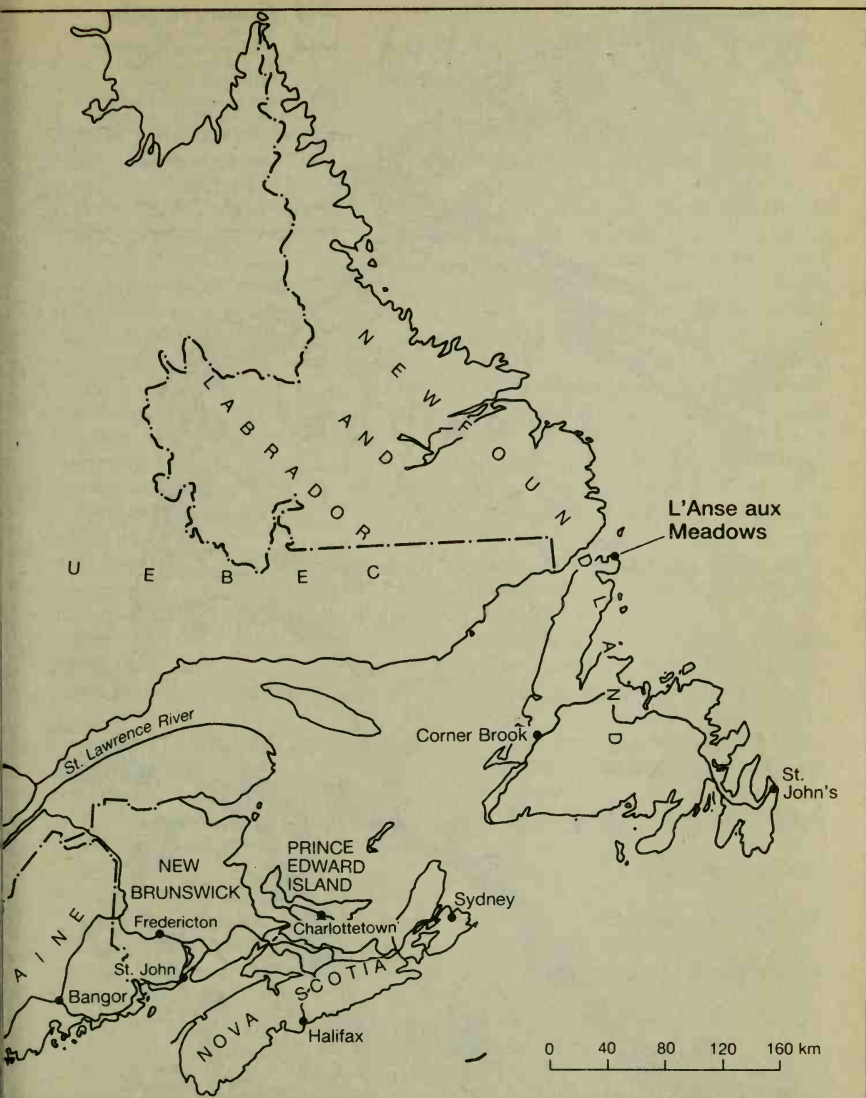 NEWFOUNDLAND
AND
LABRADOR
L'Anse aux
Meadows
UEBEC
St. Lawrence River
Corner Brook
St.
John's
PRINCE
EDWARD
ISLAND
NEW
BRUNSWICK
Sydney
Fredericton
Charlottetown
AINE
St. John
Bangor
NOVA SCOTIA
Halifax
0 40 80 120 160 km